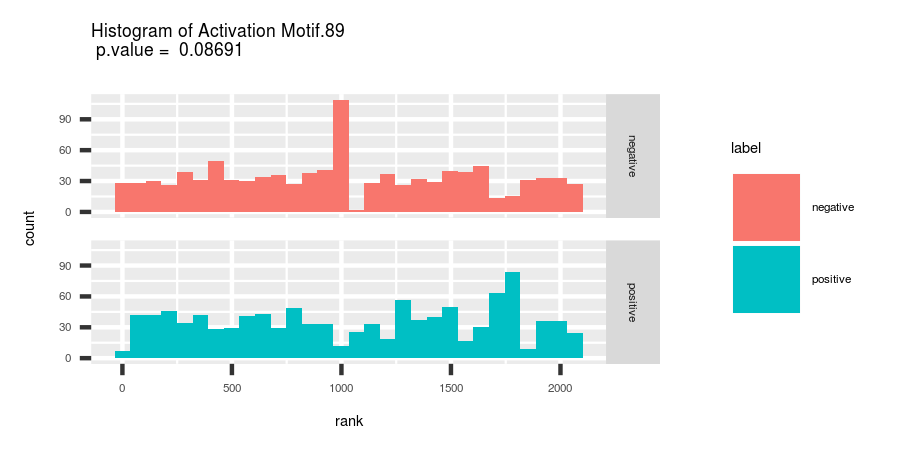 Histogram of Activation Motif.89
p.value = 0.08691
count
90
60
30
0
negative
90
60
30
0
positive
0 500 1000 1500 2000
rank
label
negative
positive